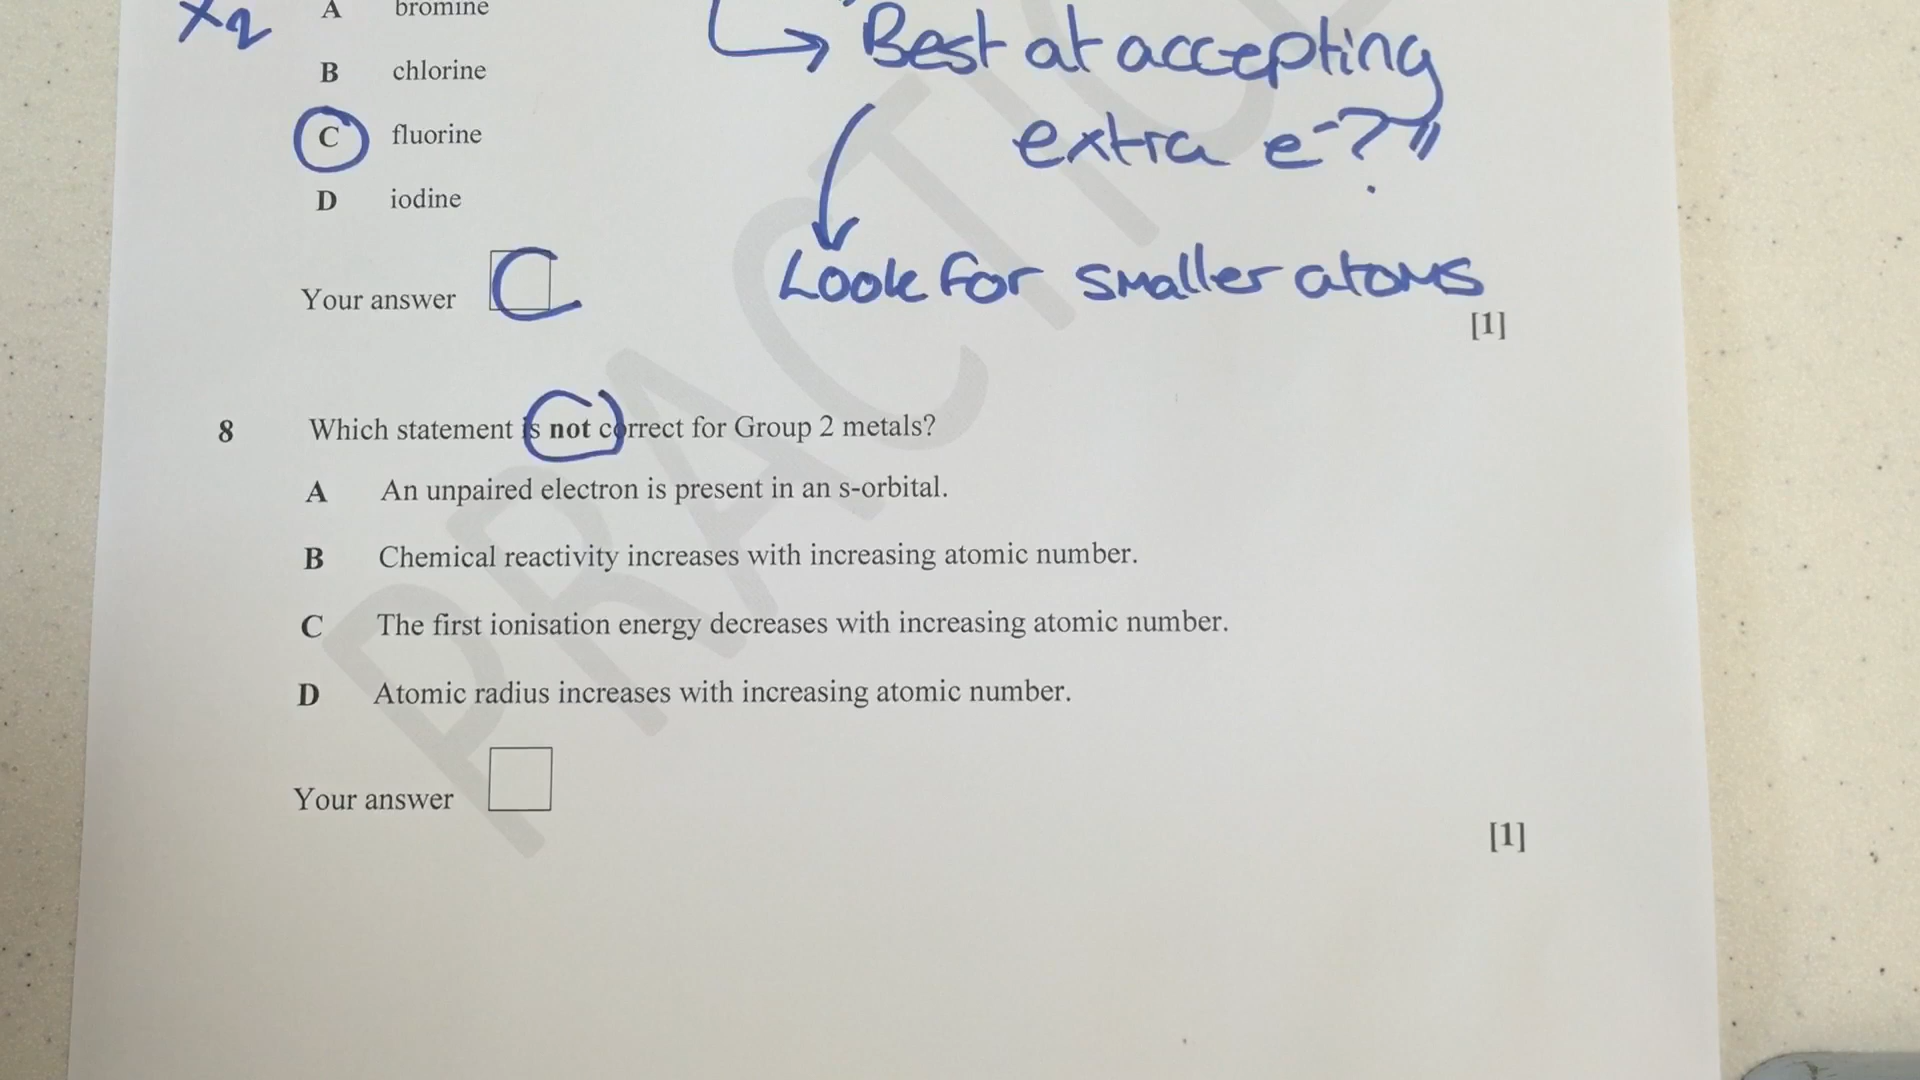 x2
A bromine
B chlorine
C fluorine
D iodine
Your answer C
Best at accepting
extra e-?"
Look for smaller atoms
[1]
8 Which statement is not correct for Group 2 metals?
A An unpaired electron is present in an s-orbital.
B Chemical reactivity increases with increasing atomic number.
C The first ionisation energy decreases with increasing atomic number.
D Atomic radius increases with increasing atomic number.
Your answer
[1]
PRACTIC